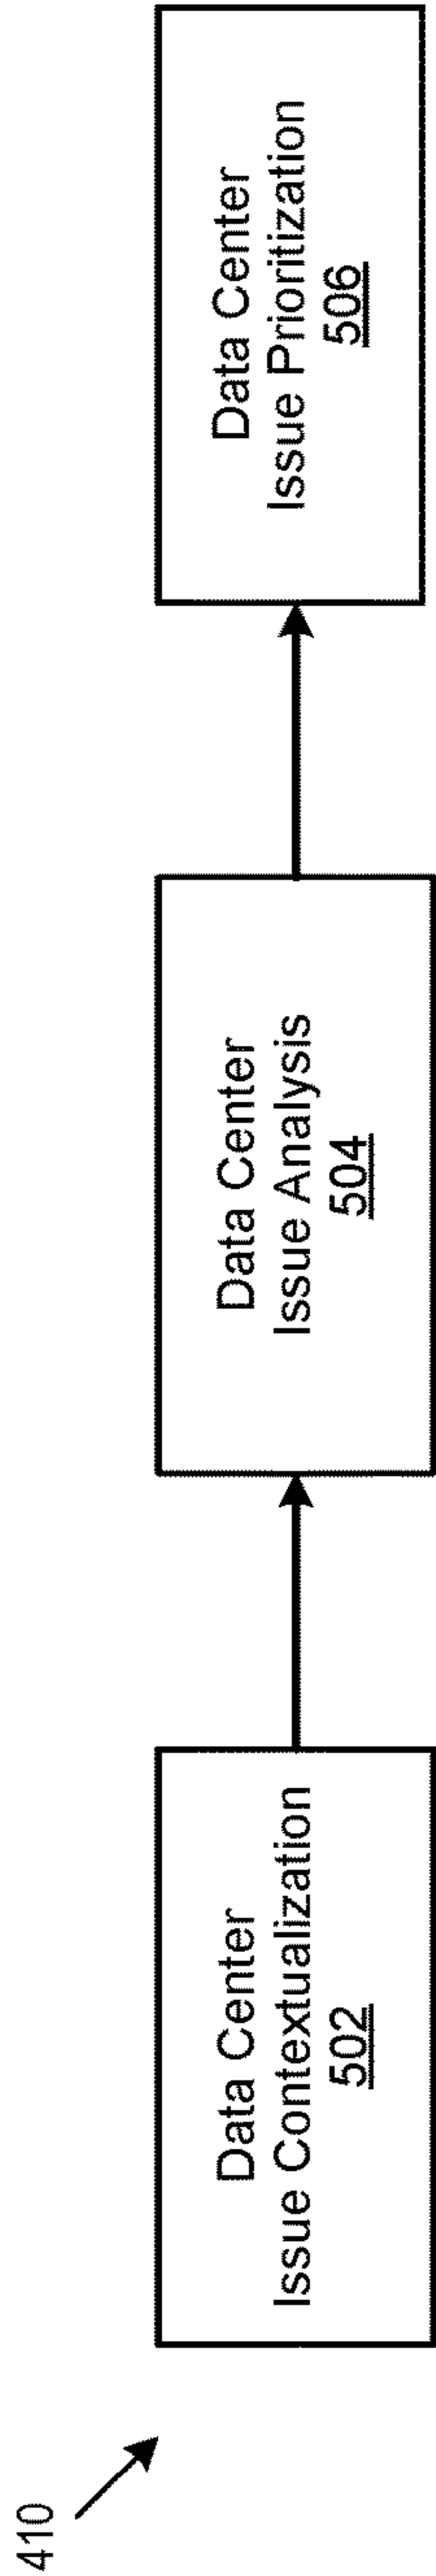 410
Data Center
Issue Contextualization
502
Data Center
Issue Analysis
504
Data Center
Issue Prioritization
506